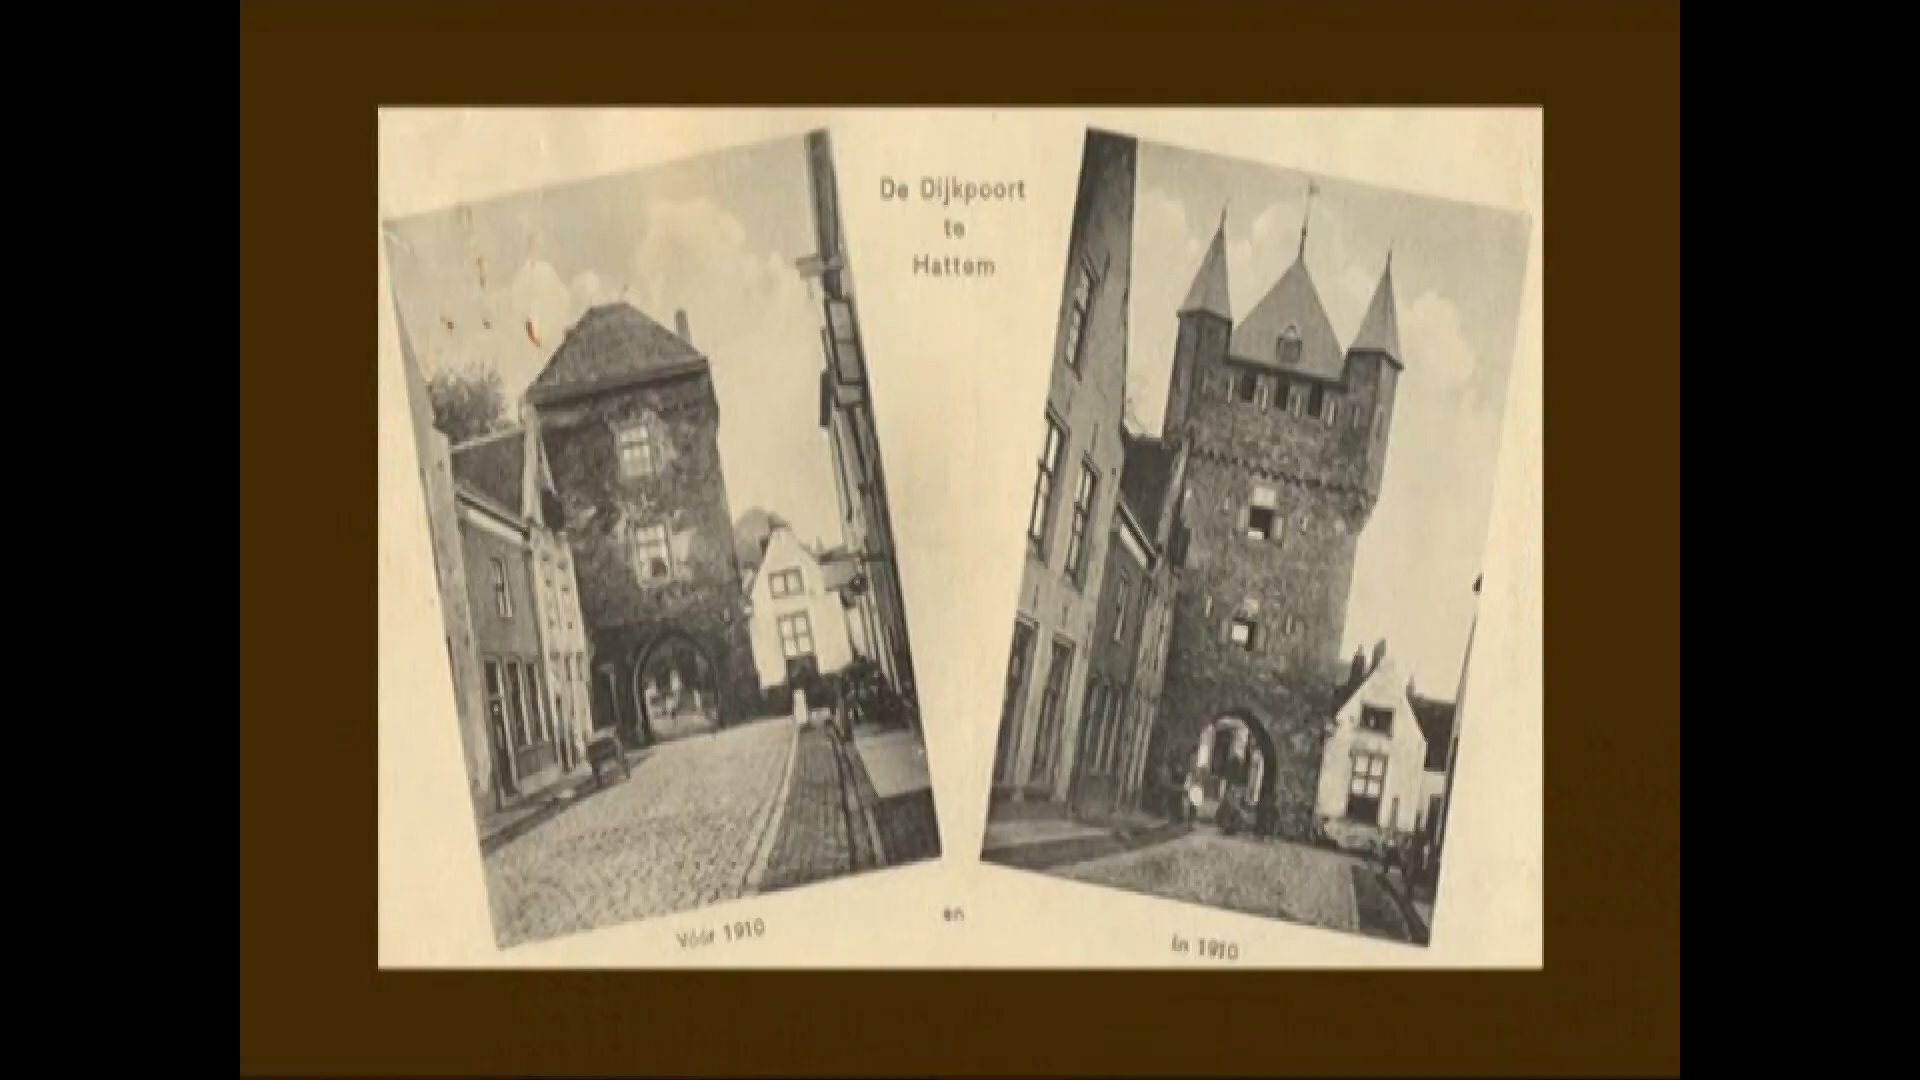 De Dijkpoort
te
Hattem
Vóór 1910
en
in 1910